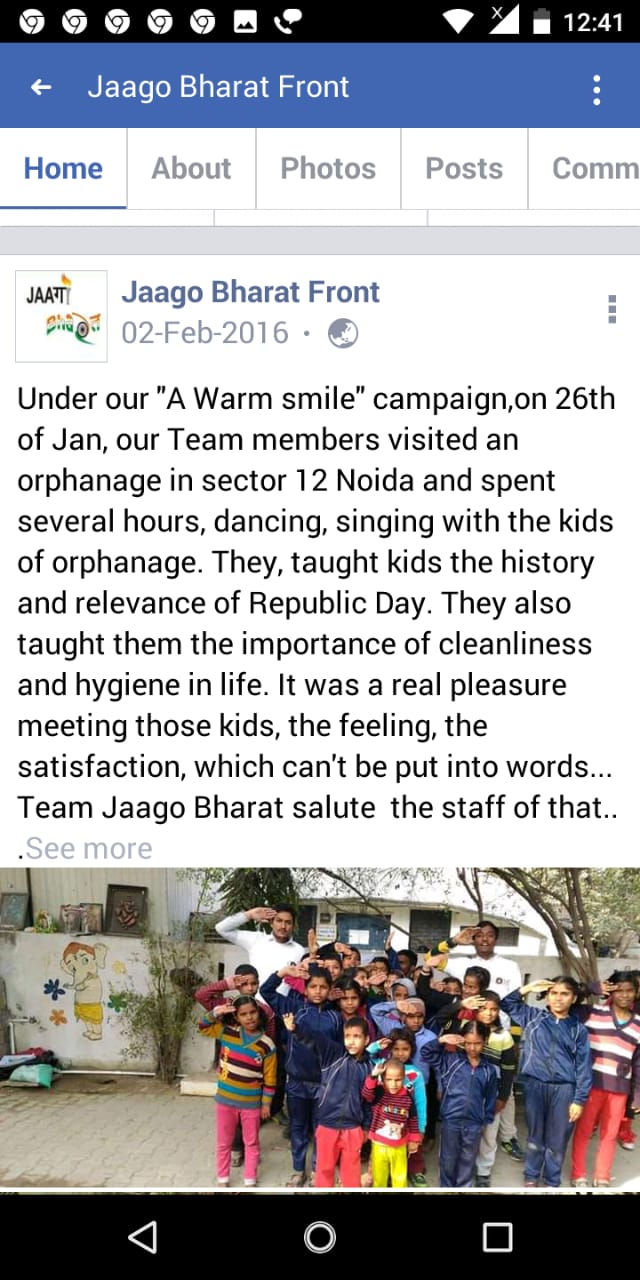 12:41
Jaago Bharat Front
Home About Photos Posts Comm
JAAगो
Jaago Bharat Front
02-Feb-2016 ·
Under our "A Warm smile" campaign,on 26th
of Jan, our Team members visited an
orphanage in sector 12 Noida and spent
several hours, dancing, singing with the kids
of orphanage. They, taught kids the history
and relevance of Republic Day. They also
taught them the importance of cleanliness
and hygiene in life. It was a real pleasure
meeting those kids, the feeling, the
satisfaction, which can't be put into words...
Team Jaago Bharat salute  the staff of that..
.See more